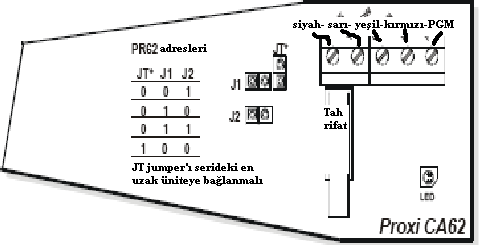 siyah- sarı- yeşil-kırmızı-PGM
PR62 adresleri
JT* J1 J2
0 0 1
0 1 0
0 1 1
1 0 0
JT jumper'ı serideki en
uzak üniteye bağlanmalı
JT*
J1
J2
Tah
rifat
LED
Proxi CA62